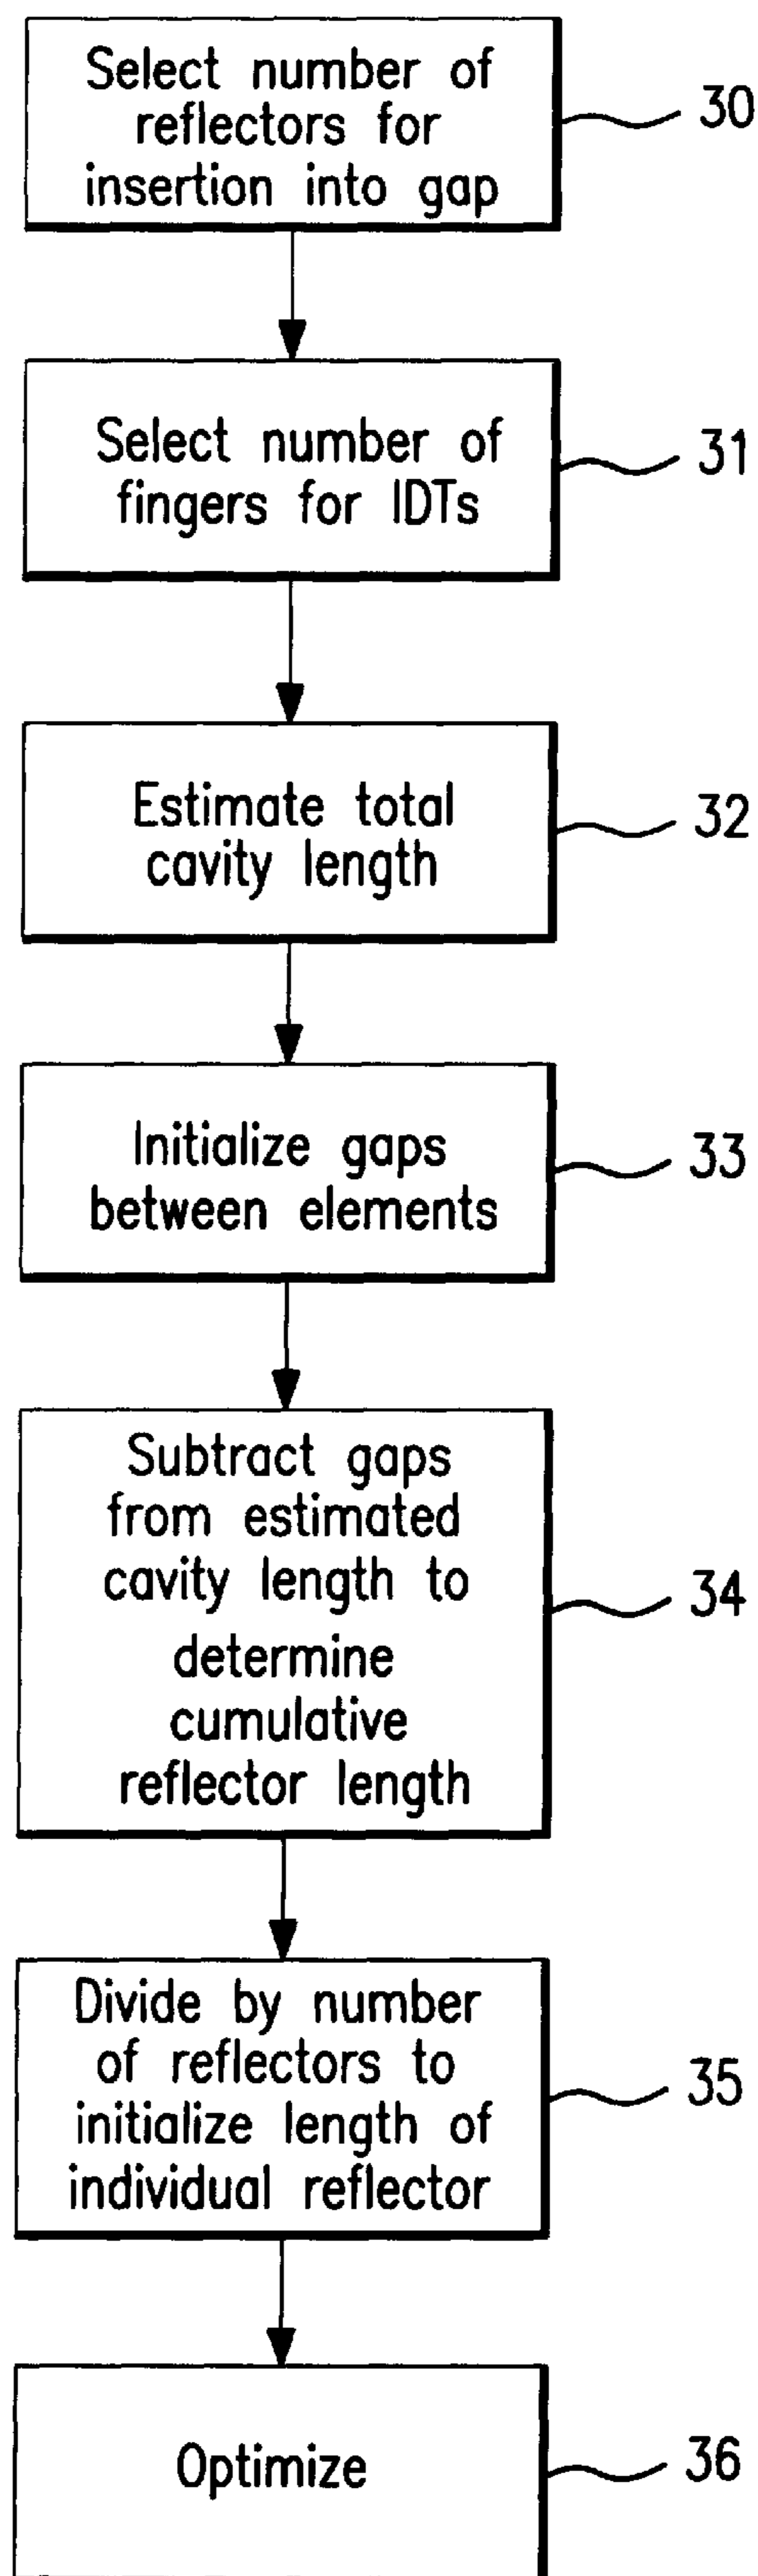 Select number of
reflectors for
insertion into gap
30
Select number of
fingers for IDTs
31
Estimate total
cavity length
32
Initialize gaps
between elements
33
Subtract gaps
from estimated
cavity length to
determine
cumulative
reflector length
34
Divide by number
of reflectors to
initialize length of
individual reflector
35
Optimize
36